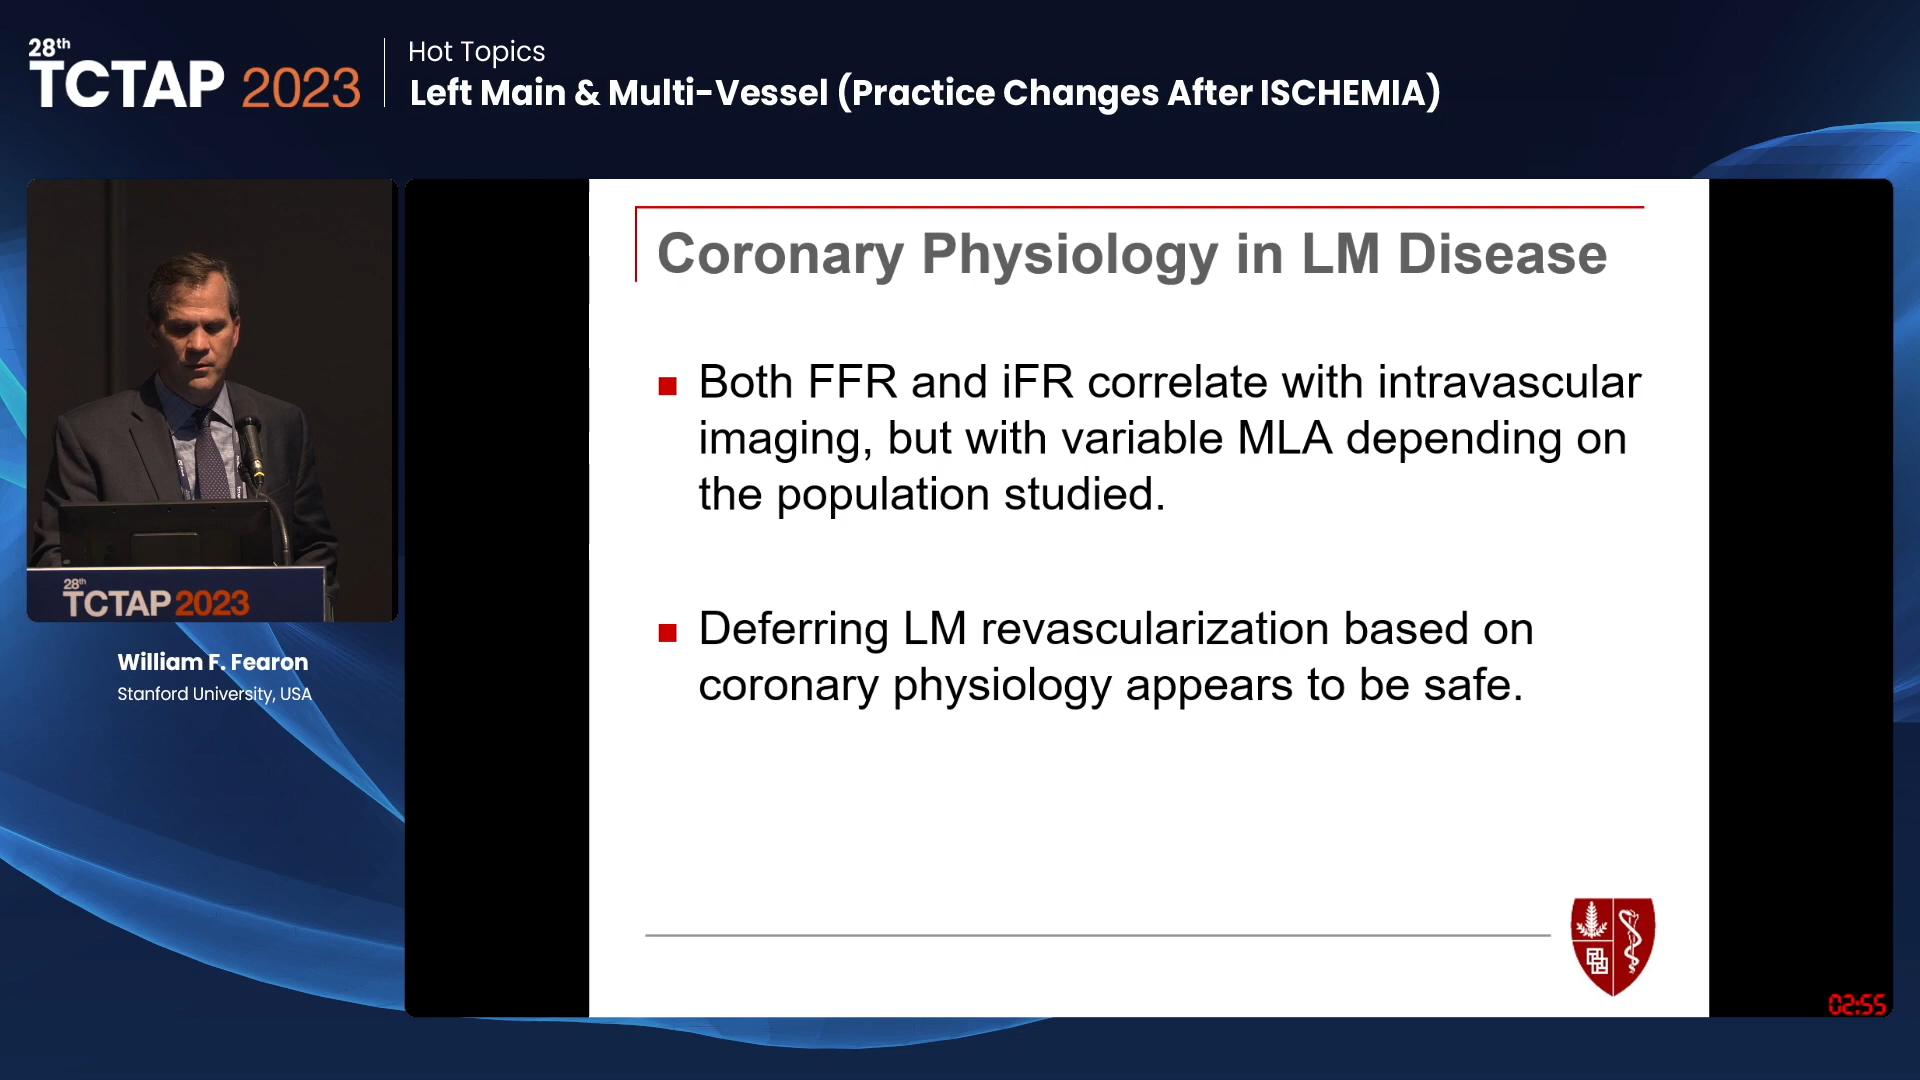 28th
TCTAP 2023
Hot Topics
Left Main & Multi-Vessel (Practice Changes After ISCHEMIA)
28th
TCTAP 2023
William F. Fearon
Stanford University, USA
Coronary Physiology in LM Disease
Both FFR and iFR correlate with intravascular
imaging, but with variable MLA depending on
the population studied.
Deferring LM revascularization based on
coronary physiology appears to be safe.
02:55